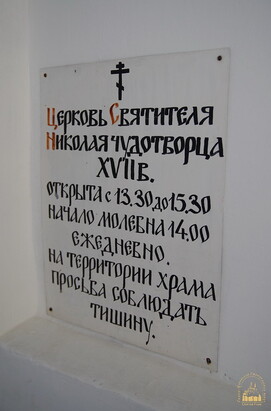 Церковь Святителя
Николая Чудотворца
XVII в.
открыта с 13.30 до 15.30
начало молебна 14.00
ежедневно.
на территории храма
просьба соблюдать
тишину.